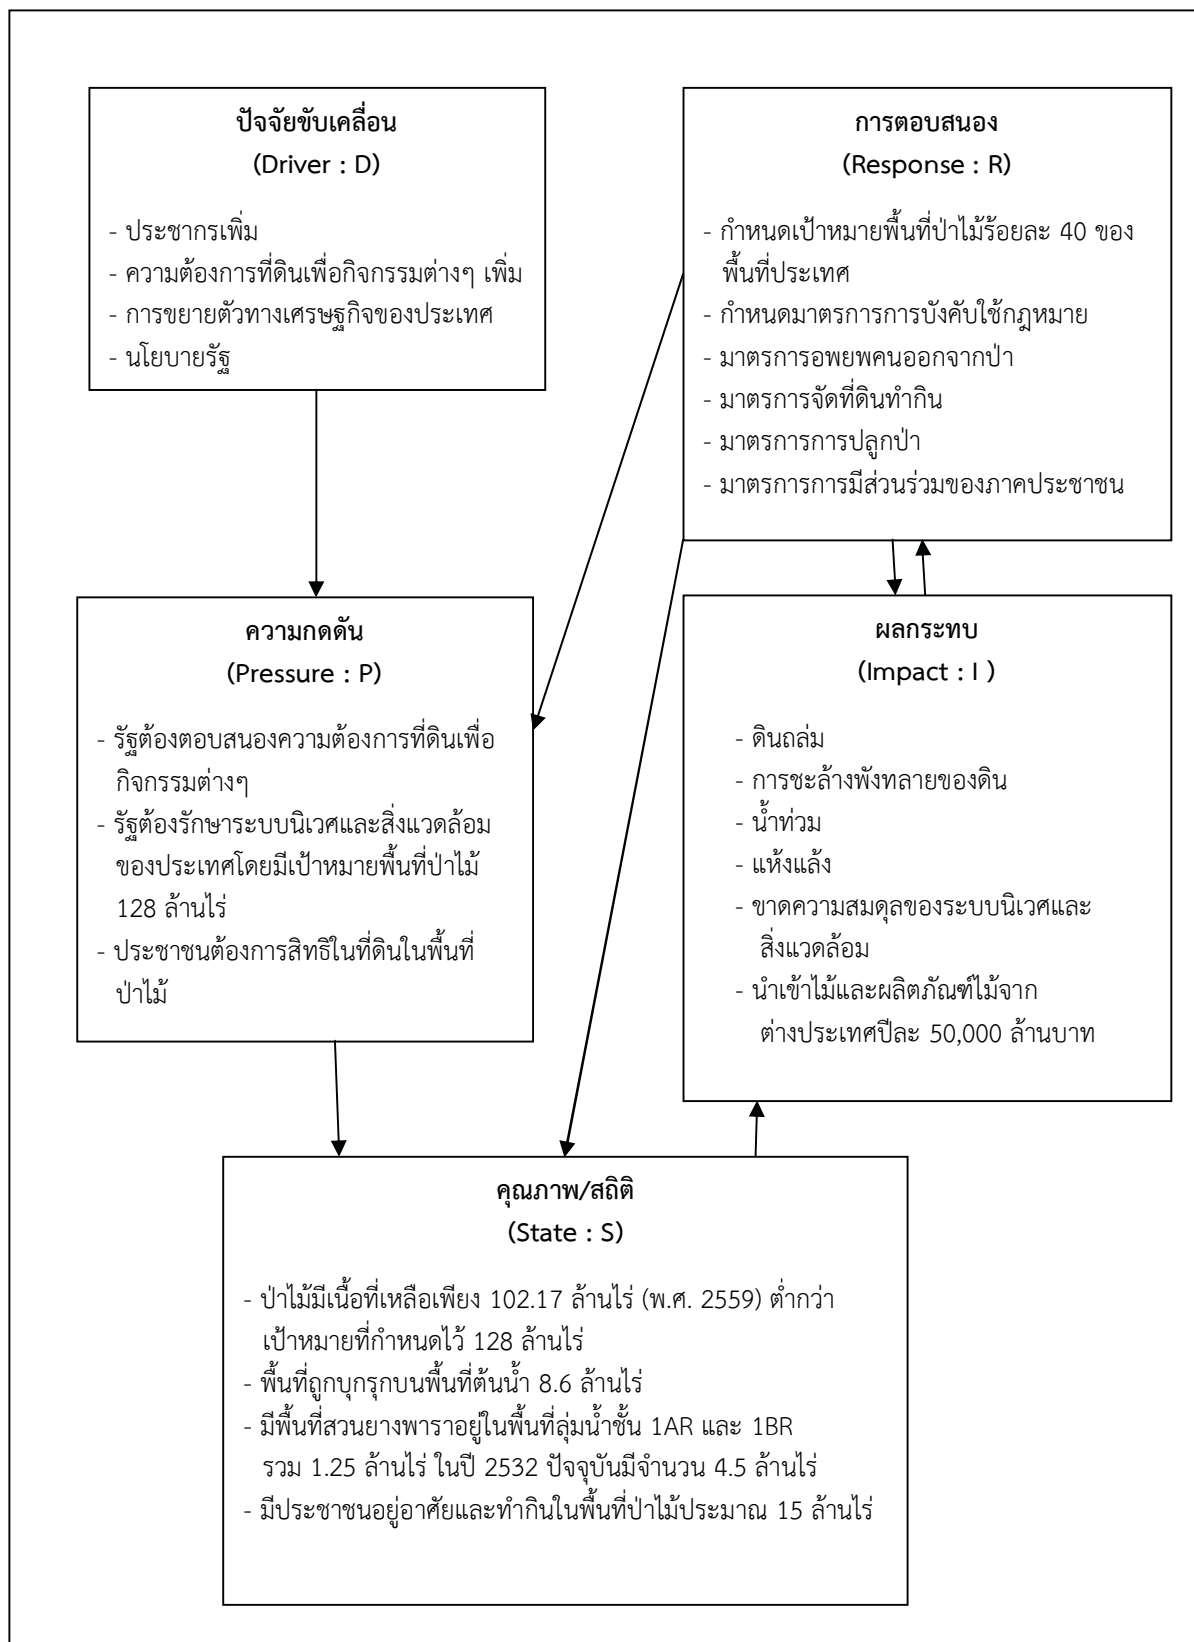 ปัจจัยขับเคลื่อน
(Driver : D)
- ประชากรเพิ่ม
- ความต้องการที่ดินเพื่อกิจกรรมต่างๆ เพิ่ม
- การขยายตัวทางเศรษฐกิจของประเทศ
- นโยบายรัฐ
การตอบสนอง
(Response : R)
- กำหนดเป้าหมายพื้นที่ป่าไม้ร้อยละ 40 ของ
พื้นที่ประเทศ
- กำหนดมาตรการการบังคับใช้กฎหมาย
- มาตรการอพยพคนออกจากป่า
- มาตรการจัดที่ดินทำกิน
- มาตรการการปลูกป่า
- มาตรการการมีส่วนร่วมของภาคประชาชน
ความกดดัน
(Pressure : P)
- รัฐต้องตอบสนองความต้องการที่ดินเพื่อ
กิจกรรมต่างๆ
- รัฐต้องรักษาระบบนิเวศและสิ่งแวดล้อม
ของประเทศโดยมีเป้าหมายพื้นที่ป่าไม้
128 ล้านไร่
- ประชาชนต้องการสิทธิในที่ดินในพื้นที่
ป่าไม้
ผลกระทบ
(Impact : I )
- ดินถล่ม
- การชะล้างพังทลายของดิน
- น้ำท่วม
- แห้งแล้ง
- ขาดความสมดุลของระบบนิเวศและ
สิ่งแวดล้อม
- นำเข้าไม้และผลิตภัณฑ์ไม้จาก
ต่างประเทศปีละ 50,000 ล้านบาท
คุณภาพ/สถิติ
(State : S)
- ป่าไม้มีเนื้อที่เหลือเพียง 102.17 ล้านไร่ (พ.ศ. 2559) ต่ำกว่า
เป้าหมายที่กำหนดไว้ 128 ล้านไร่
- พื้นที่ถูกบุกรุกบนพื้นที่ต้นน้ำ 8.6 ล้านไร่
- มีพื้นที่สวนยางพาราอยู่ในพื้นที่ลุ่มน้ำชั้น 1AR และ 1BR
รวม 1.25 ล้านไร่ ในปี 2532 ปัจจุบันมีจำนวน 4.5 ล้านไร่
- มีประชาชนอยู่อาศัยและทำกินในพื้นที่ป่าไม้ประมาณ 15 ล้านไร่